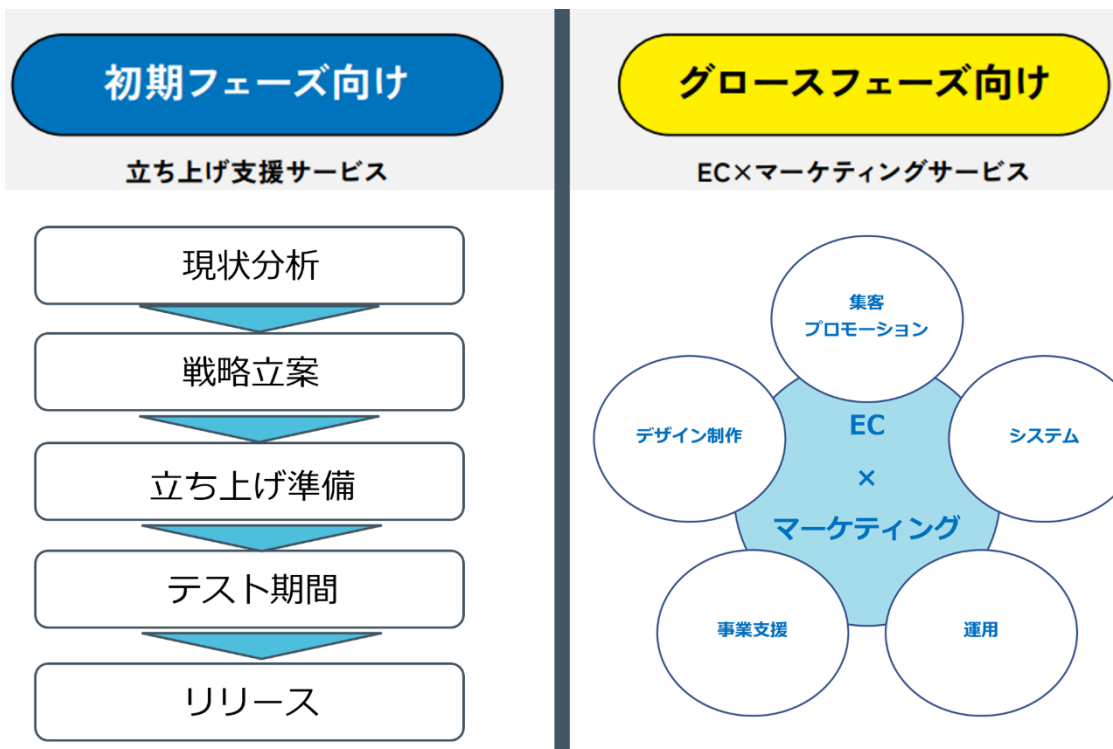 初期フェーズ向け
立ち上げ支援サービス
現状分析
戦略立案
立ち上げ準備
テスト期間
リリース
グロースフェーズ向け
EC×マーケティングサービス
集客
プロモーション
デザイン制作
システム
EC
×
マーケティング
事業支援
運用